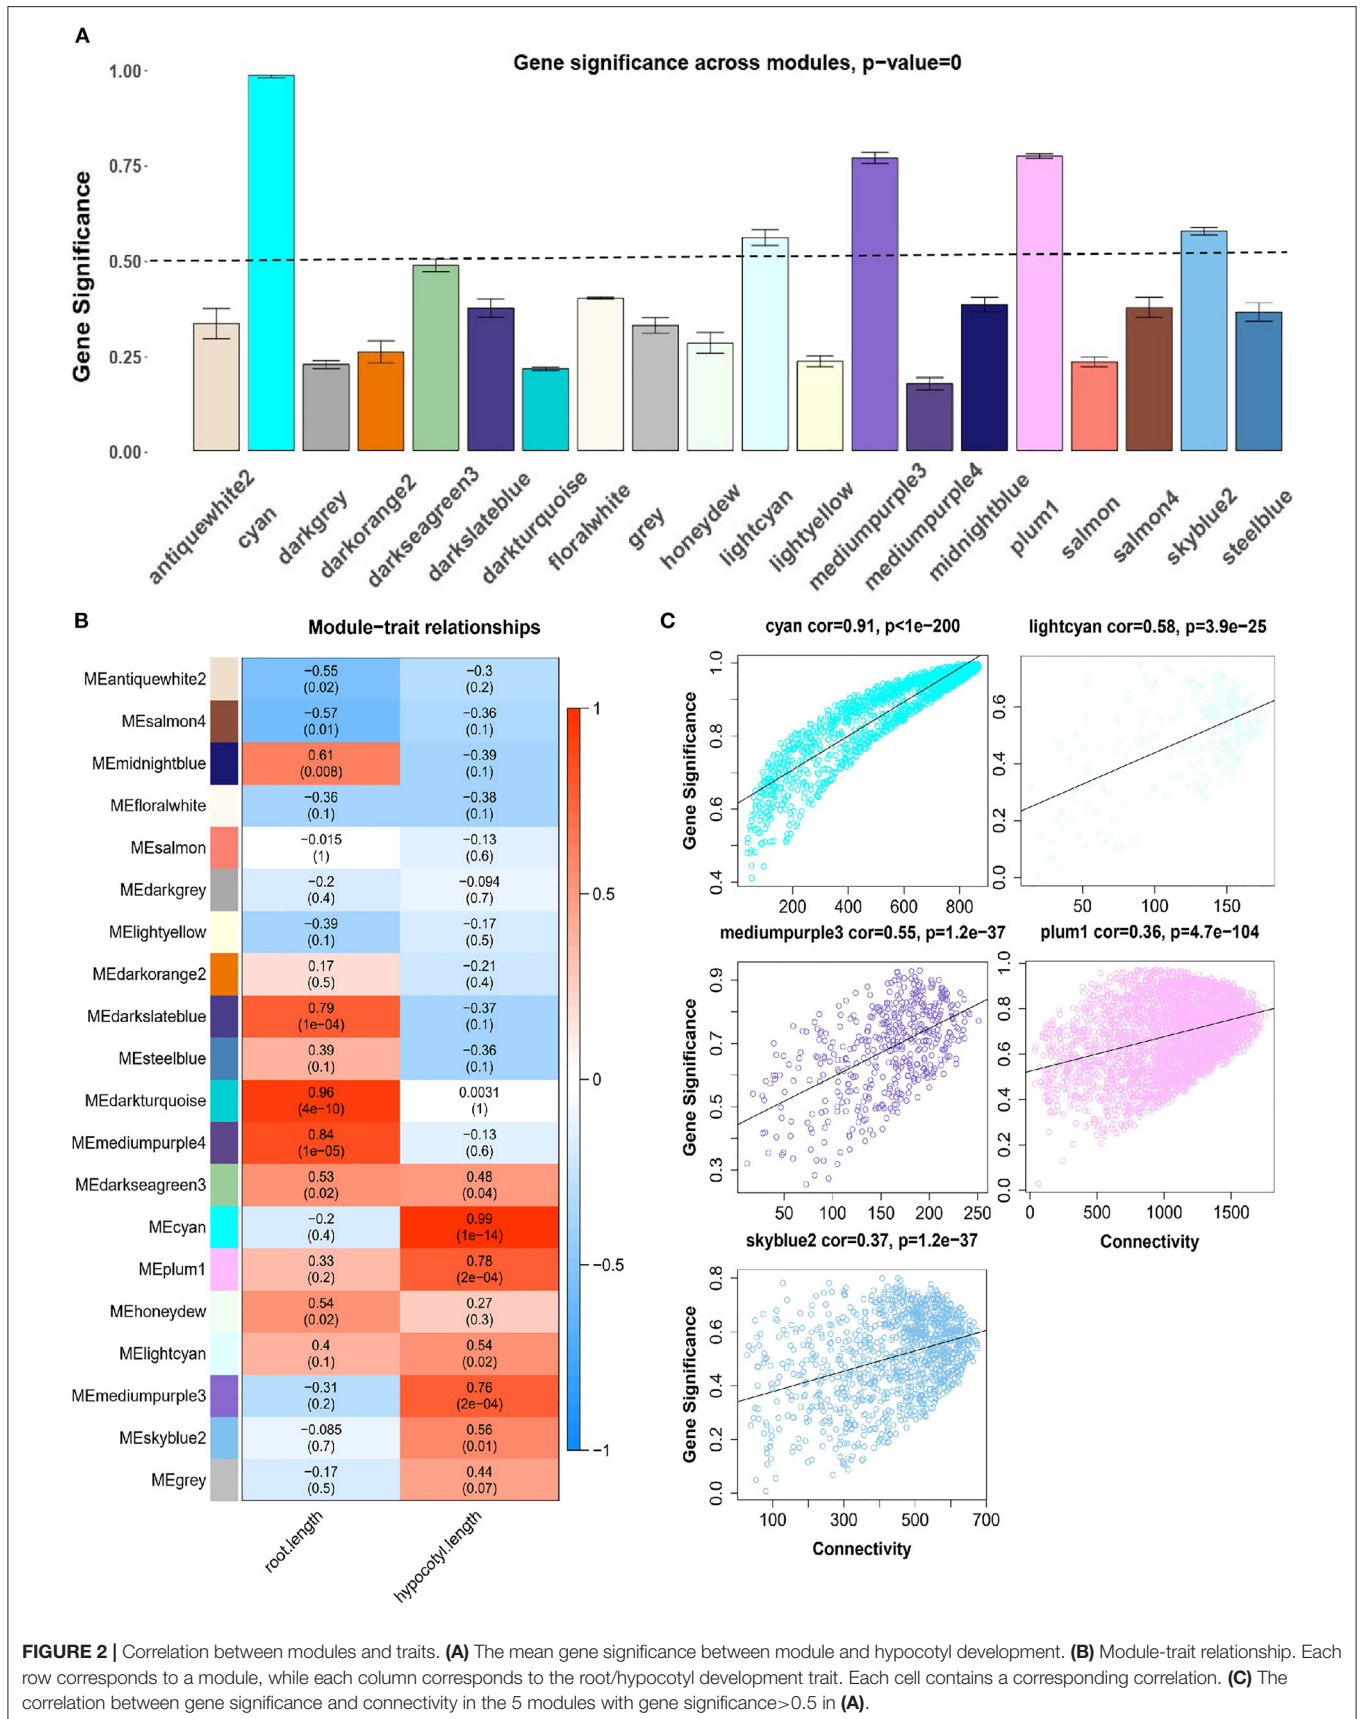 A
Gene significance across modules, p−value=0
Gene Significance
1.00
0.75
0.50
0.25
0.00
antiquewhite2
cyan
darkgrey
darkorange2
darkseagreen3
darkslateblue
darkturquoise
floralwhite
grey
honeydew
lightcyan
lightyellow
mediumpurple3
mediumpurple4
midnightblue
plum1
salmon
salmon4
skyblue2
steelblue
B
Module−trait relationships
MEantiquewhite2 −0.55 −0.3
(0.02) (0.2)
MEsalmon4 −0.57 −0.36
(0.01) (0.1)
MEmidnightblue 0.61 −0.39
(0.008) (0.1)
MEfloralwhite −0.36 −0.38
(0.1) (0.1)
MEsalmon −0.015 −0.13
(1) (0.6)
MEdarkgrey −0.2 −0.094
(0.4) (0.7)
MElightyellow −0.39 −0.17
(0.1) (0.5)
MEdarkorange2 0.17 −0.21
(0.5) (0.4)
MEdarkslateblue 0.79 −0.37
(1e−04) (0.1)
MEsteelblue 0.39 −0.36
(0.1) (0.1)
MEdarkturquoise 0.96 0.0031
(4e−10) (1)
MEmediumpurple4 0.84 −0.13
(1e−05) (0.6)
MEdarkseagreen3 0.53 0.48
(0.02) (0.04)
MEcyan −0.2 0.99
(0.4) (1e−14)
MEplum1 0.33 0.78
(0.2) (2e−04)
MEhoneydew 0.54 0.27
(0.02) (0.3)
MElightcyan 0.4 0.54
(0.1) (0.02)
MEmediumpurple3 −0.31 0.76
(0.2) (2e−04)
MEskyblue2 −0.085 0.56
(0.7) (0.01)
MEgrey −0.17 0.44
(0.5) (0.07)
root.length
hypocotyl.length
1
0.5
0
−0.5
−1
C
cyan cor=0.91, p<1e−200
Gene Significance
1.0
0.8
0.6
0.4
200 400 600 800
lightcyan cor=0.58, p=3.9e−25
0.6
0.4
0.2
0.0
50 100 150
mediumpurple3 cor=0.55, p=1.2e−37
Gene Significance
0.9
0.7
0.5
0.3
50 100 150 200 250
plum1 cor=0.36, p=4.7e−104
1.0
0.8
0.6
0.4
0.2
0.0
0 500 1000 1500
Connectivity
skyblue2 cor=0.37, p=1.2e−37
Gene Significance
0.8
0.6
0.4
0.2
0.0
100 300 500 700
Connectivity
FIGURE 2 | Correlation between modules and traits. (A) The mean gene significance between module and hypocotyl development. (B) Module-trait relationship. Each
row corresponds to a module, while each column corresponds to the root/hypocotyl development trait. Each cell contains a corresponding correlation. (C) The
correlation between gene significance and connectivity in the 5 modules with gene significance>0.5 in (A).